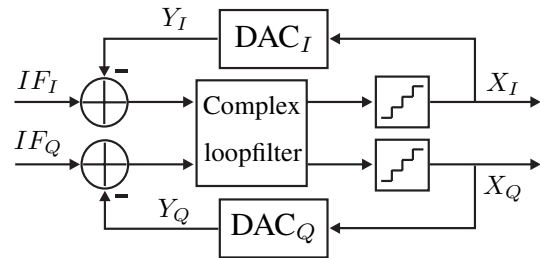 Y_I
DAC_I
IF_I
X_I
Complex
loopfilter
IF_Q
X_Q
Y_Q
DAC_Q